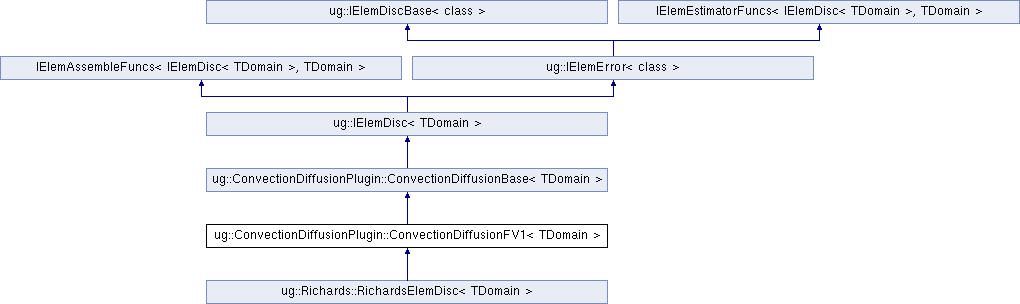 ug::IElemDiscBase< class >
IElemEstimatorFuncs< IElemDisc< TDomain >, TDomain >
IElemAssembleFuncs< IElemDisc< TDomain >, TDomain >
ug::IElemError< class >
ug::IElemDisc< TDomain >
ug::ConvectionDiffusionPlugin::ConvectionDiffusionBase< TDomain >
ug::ConvectionDiffusionPlugin::ConvectionDiffusionFV1< TDomain >
ug::Richards::RichardsElemDisc< TDomain >